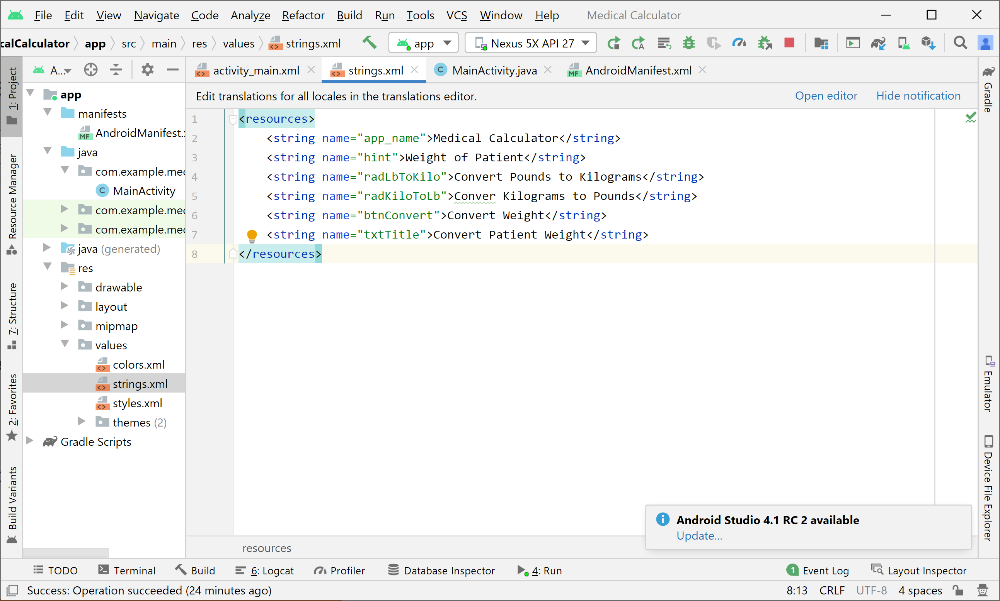 File Edit View Navigate Code Analyze Refactor Build Run Tools VCS Window Help Medical Calculator
calCalculator app src main res values strings.xml app Nexus 5X API 27
1: Project
Resource Manager
7: Structure
2: Favorites
Build Variants
A...
app
manifests
AndroidManifest.x
java
com.example.med
MainActivity
com.example.med
com.example.med
java (generated)
res
drawable
layout
mipmap
values
colors.xml
strings.xml
styles.xml
themes (2)
Gradle Scripts
activity_main.xml strings.xml MainActivity.java AndroidManifest.xml
Edit translations for all locales in the translations editor. Open editor Hide notification
1 <resources>
2 <string name="app_name">Medical Calculator</string>
3 <string name="hint">Weight of Patient</string>
4 <string name="radLbToKilo">Convert Pounds to Kilograms</string>
5 <string name="radKiloToLb">Conver Kilograms to Pounds</string>
6 <string name="btnConvert">Convert Weight</string>
7 <string name="txtTitle">Convert Patient Weight</string>
8 </resources>
Android Studio 4.1 RC 2 available
Update...
resources
Gradle
Emulator
Device File Explorer
TODO Terminal Build 6: Logcat Profiler Database Inspector 4: Run 1 Event Log Layout Inspector
Success: Operation succeeded (24 minutes ago) 8:13 CRLF UTF-8 4 spaces